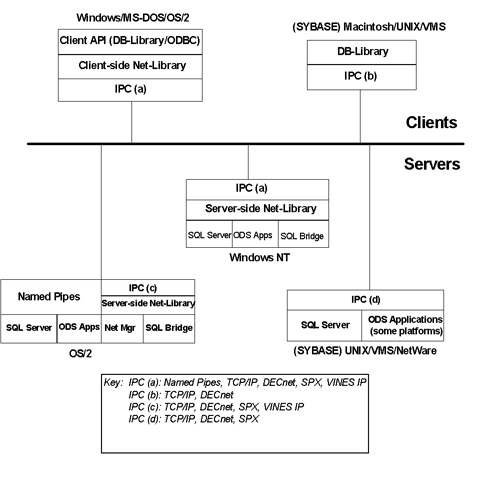 Windows/MS-DOS/OS/2
Client API (DB-Library/ODBC)
Client-side Net-Library
IPC (a)
(SYBASE) Macintosh/UNIX/VMS
DB-Library
IPC (b)
Clients
Servers
IPC (a)
Server-side Net-Library
SQL Server ODS Apps SQL Bridge
Windows NT
Named Pipes
IPC (c)
Server-side Net-Library
SQL Server ODS Apps Net Mgr SQL Bridge
OS/2
IPC (d)
SQL Server
ODS Applications
(some platforms)
(SYBASE) UNIX/VMS/NetWare
Key: IPC (a): Named Pipes, TCP/IP, DECnet, SPX, VINES IP
IPC (b): TCP/IP, DECnet
IPC (c): TCP/IP, DECnet, SPX, VINES IP
IPC (d): TCP/IP, DECnet, SPX